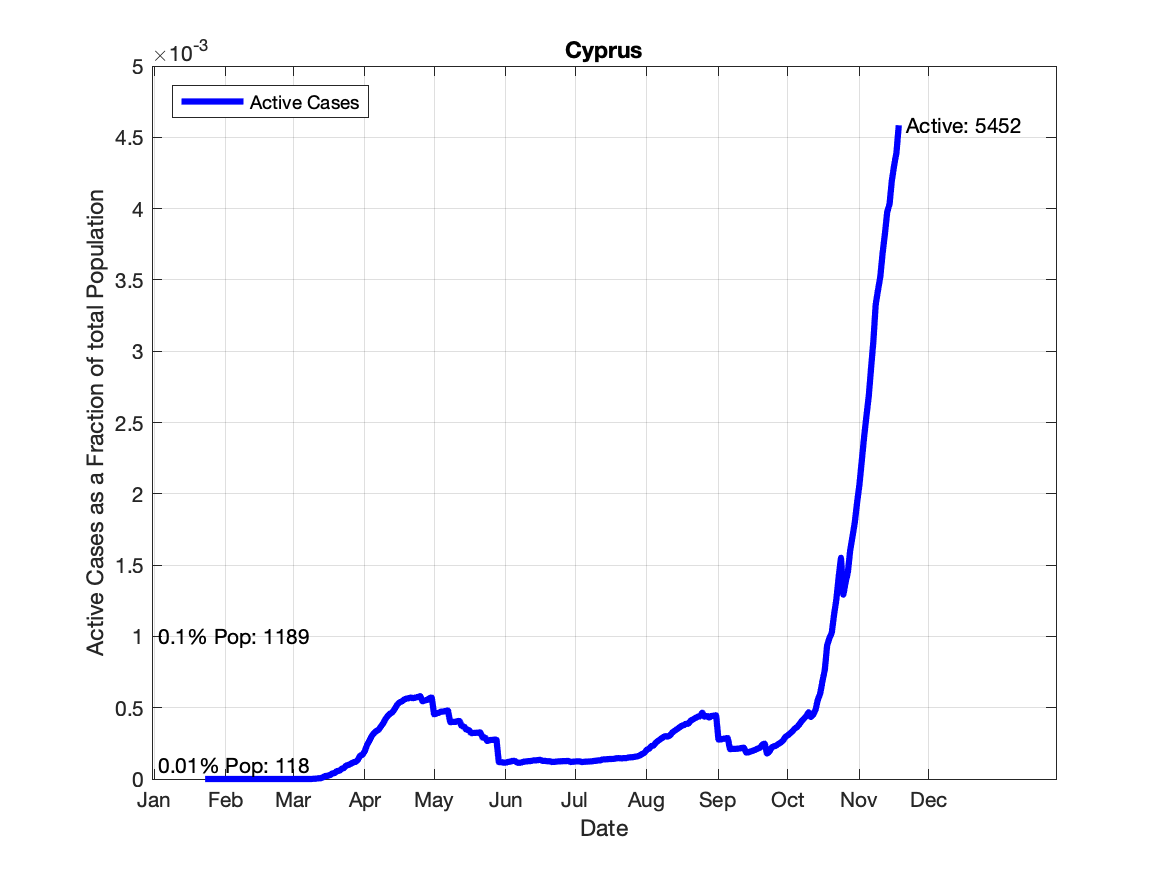 Cyprus
×10-3
5
4.5
4
3.5
3
2.5
2
1.5
1
0.5
0
Active Cases as a Fraction of total Population
Active Cases
Active: 5452
0.1% Pop: 1189
0.01% Pop: 118
Jan Feb Mar Apr May Jun Jul Aug Sep Oct Nov Dec
Date